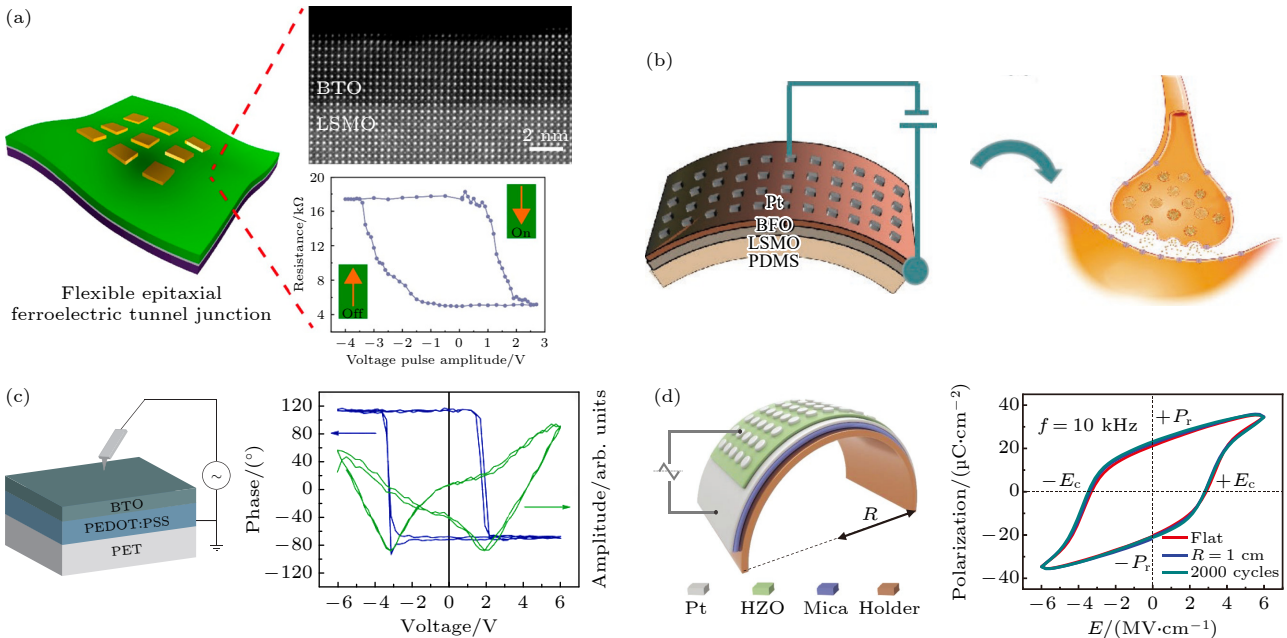 (a)
BTO
LSMO
2 nm
Flexible epitaxial
ferroelectric tunnel junction
Resistance/kΩ
20
16
12
8
4
On
Off
−4
−3
−2
−1
0
1
2
3
Voltage pulse amplitude/V
(b)
Pt
BFO
LSMO
PDMS
(c)
BTO
PEDOT:PSS
PET
∼
Phase/(°)
120
80
40
0
−40
−80
−120
−6
−4
−2
0
2
4
6
Voltage/V
Amplitude/arb. units
(d)
R
Pt
HZO
Mica
Holder
Polarization/(μC·cm−2)
40
20
0
−20
−40
f = 10 kHz
+Pr
−Ec
+Ec
−Pr
Flat
R = 1 cm
2000 cycles
−6
−4
−2
0
2
4
6
E/(MV·cm−1)